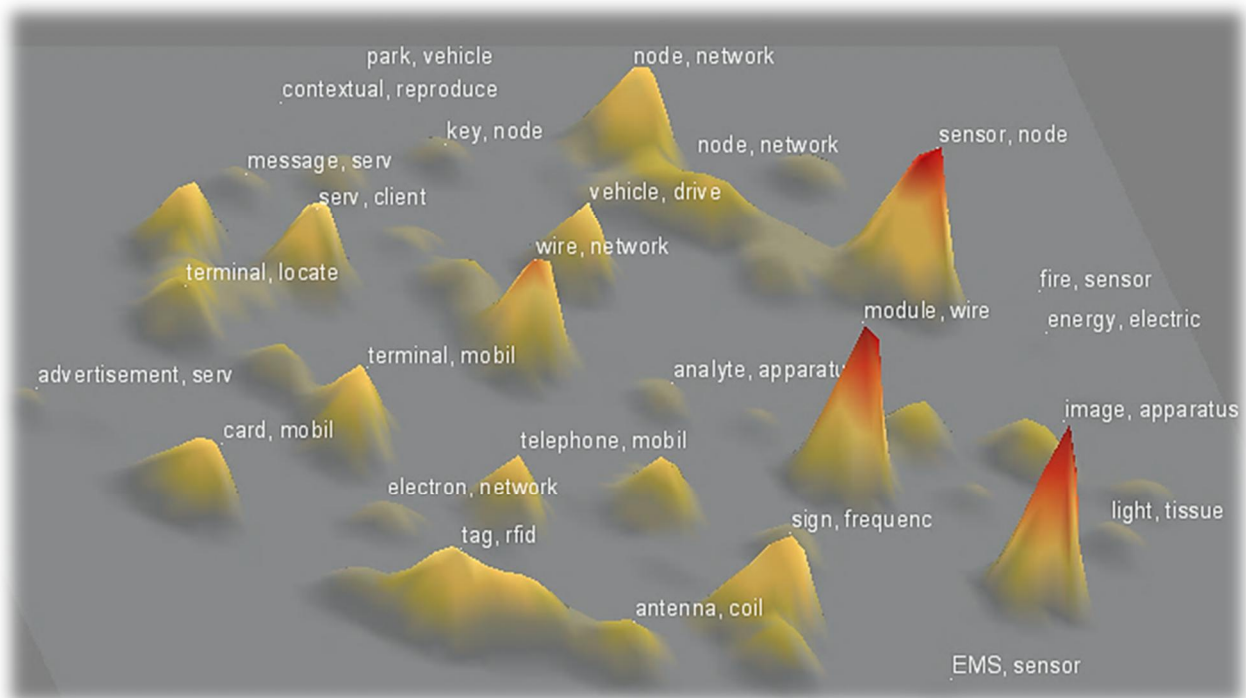 park, vehicle
node, network
contextual, reproduce
key, node
sensor, node
node, network
message, serv
vehicle, drive
serv, client
wire, network
terminal, locate
fire, sensor
module, wire
energy, electric
terminal, mobil
analyte, apparatu
advertisement, serv
image, apparatus
card, mobil
telephone, mobil
electron, network
light, tissue
sign, frequenc
tag, rfid
antenna, coil
EMS, sensor